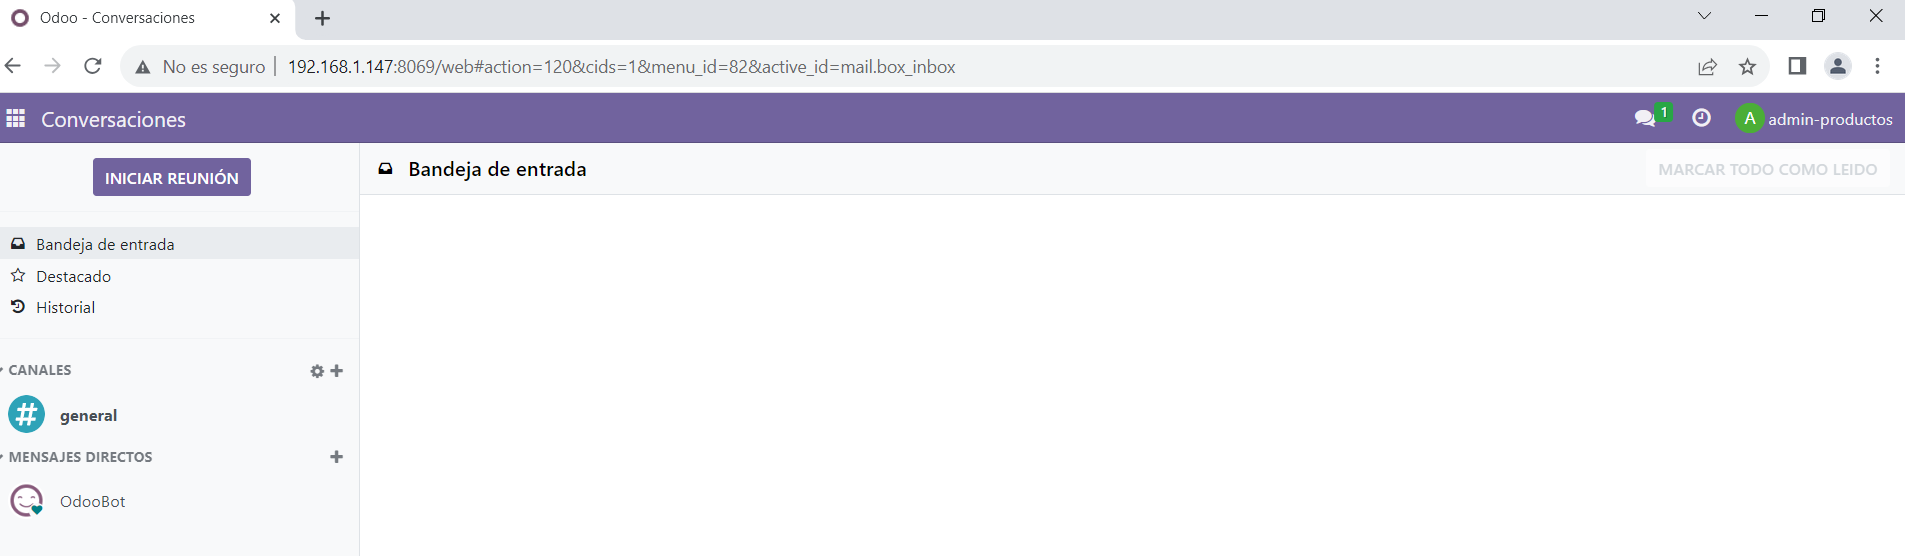 Odoo - Conversaciones
No es seguro 192.168.1.147:8069/web#action=120&cids=1&menu_id=82&active_id=mail.box_inbox
Conversaciones 1 A admin-productos
INICIAR REUNIÓN
Bandeja de entrada MARCAR TODO COMO LEIDO
Bandeja de entrada
Destacado
Historial
CANALES
# general
MENSAJES DIRECTOS
OdooBot